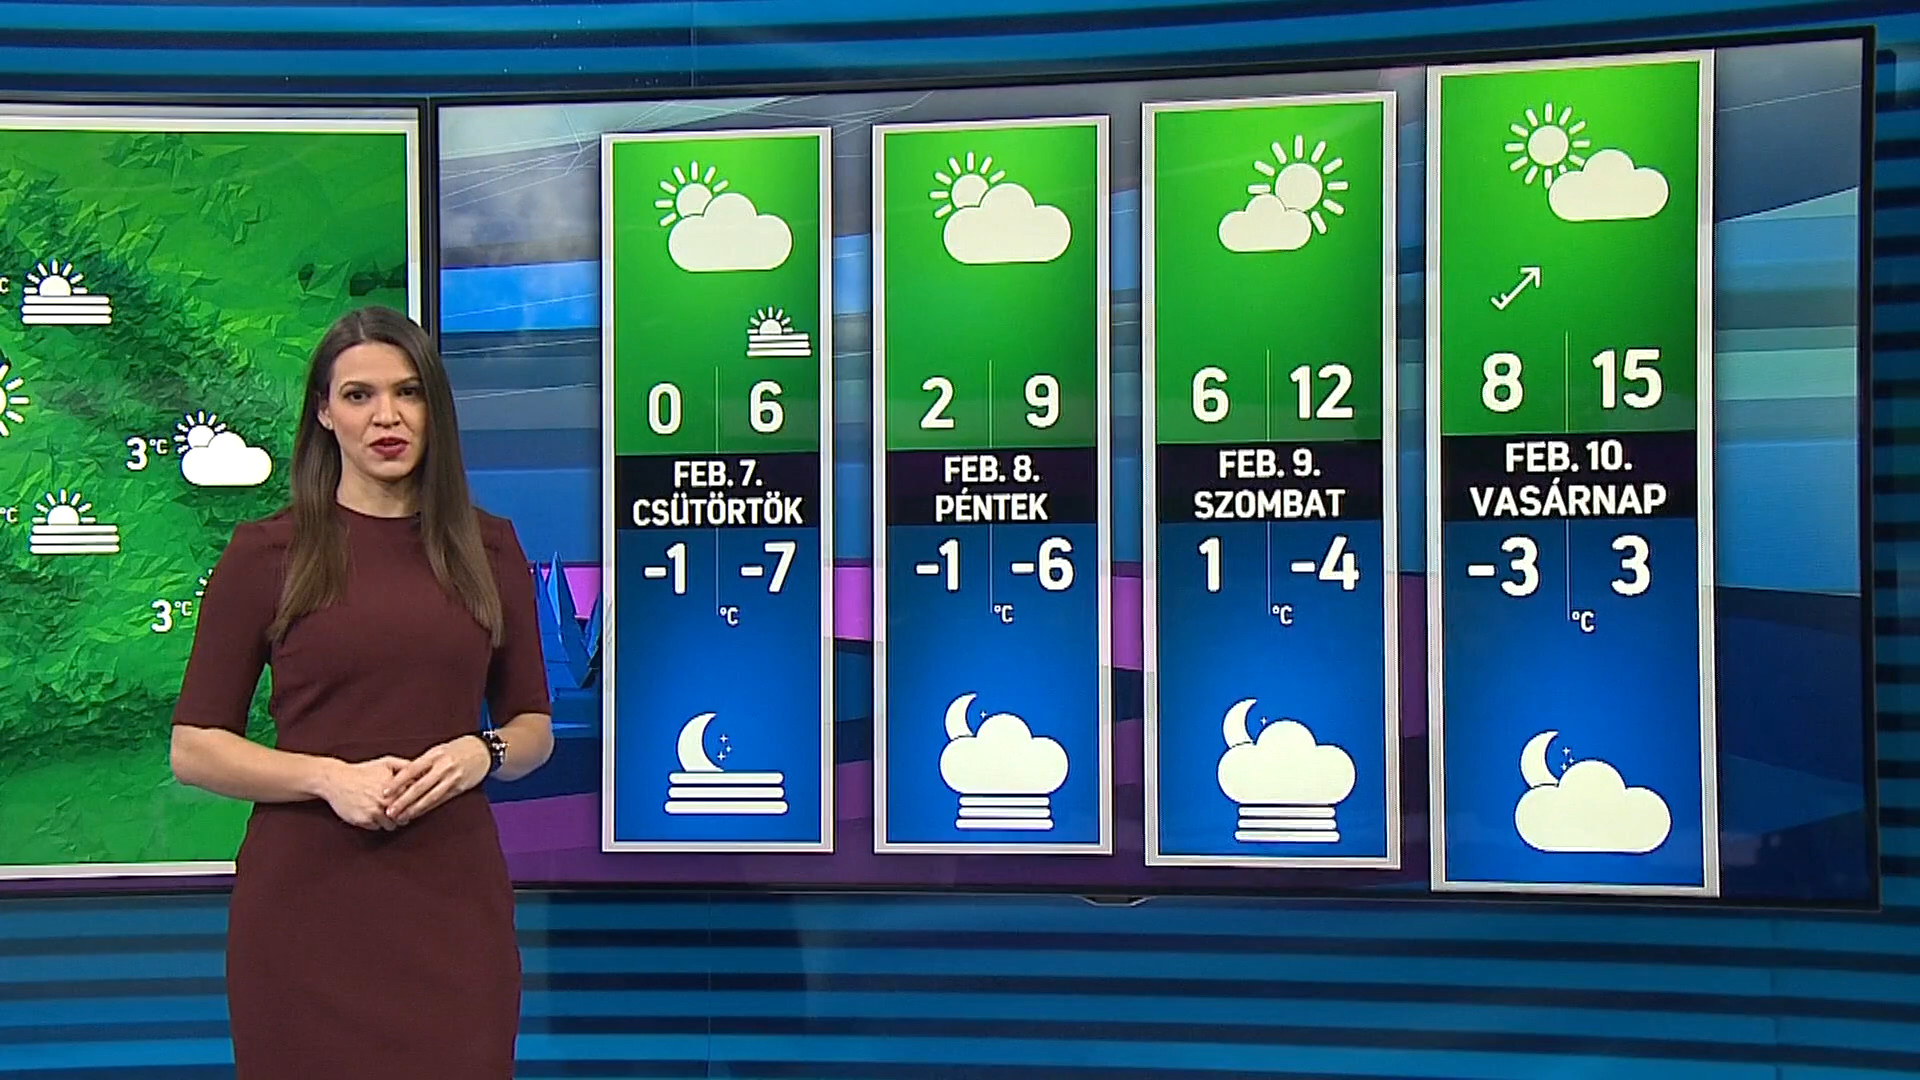 °C
3°C
°C
3°C
0 6
FEB. 7.
CSÜTÖRTÖK
-1 -7
°C
2 9
FEB. 8.
PÉNTEK
-1 -6
°C
6 12
FEB. 9.
SZOMBAT
1 -4
°C
8 15
FEB. 10.
VASÁRNAP
-3 3
°C